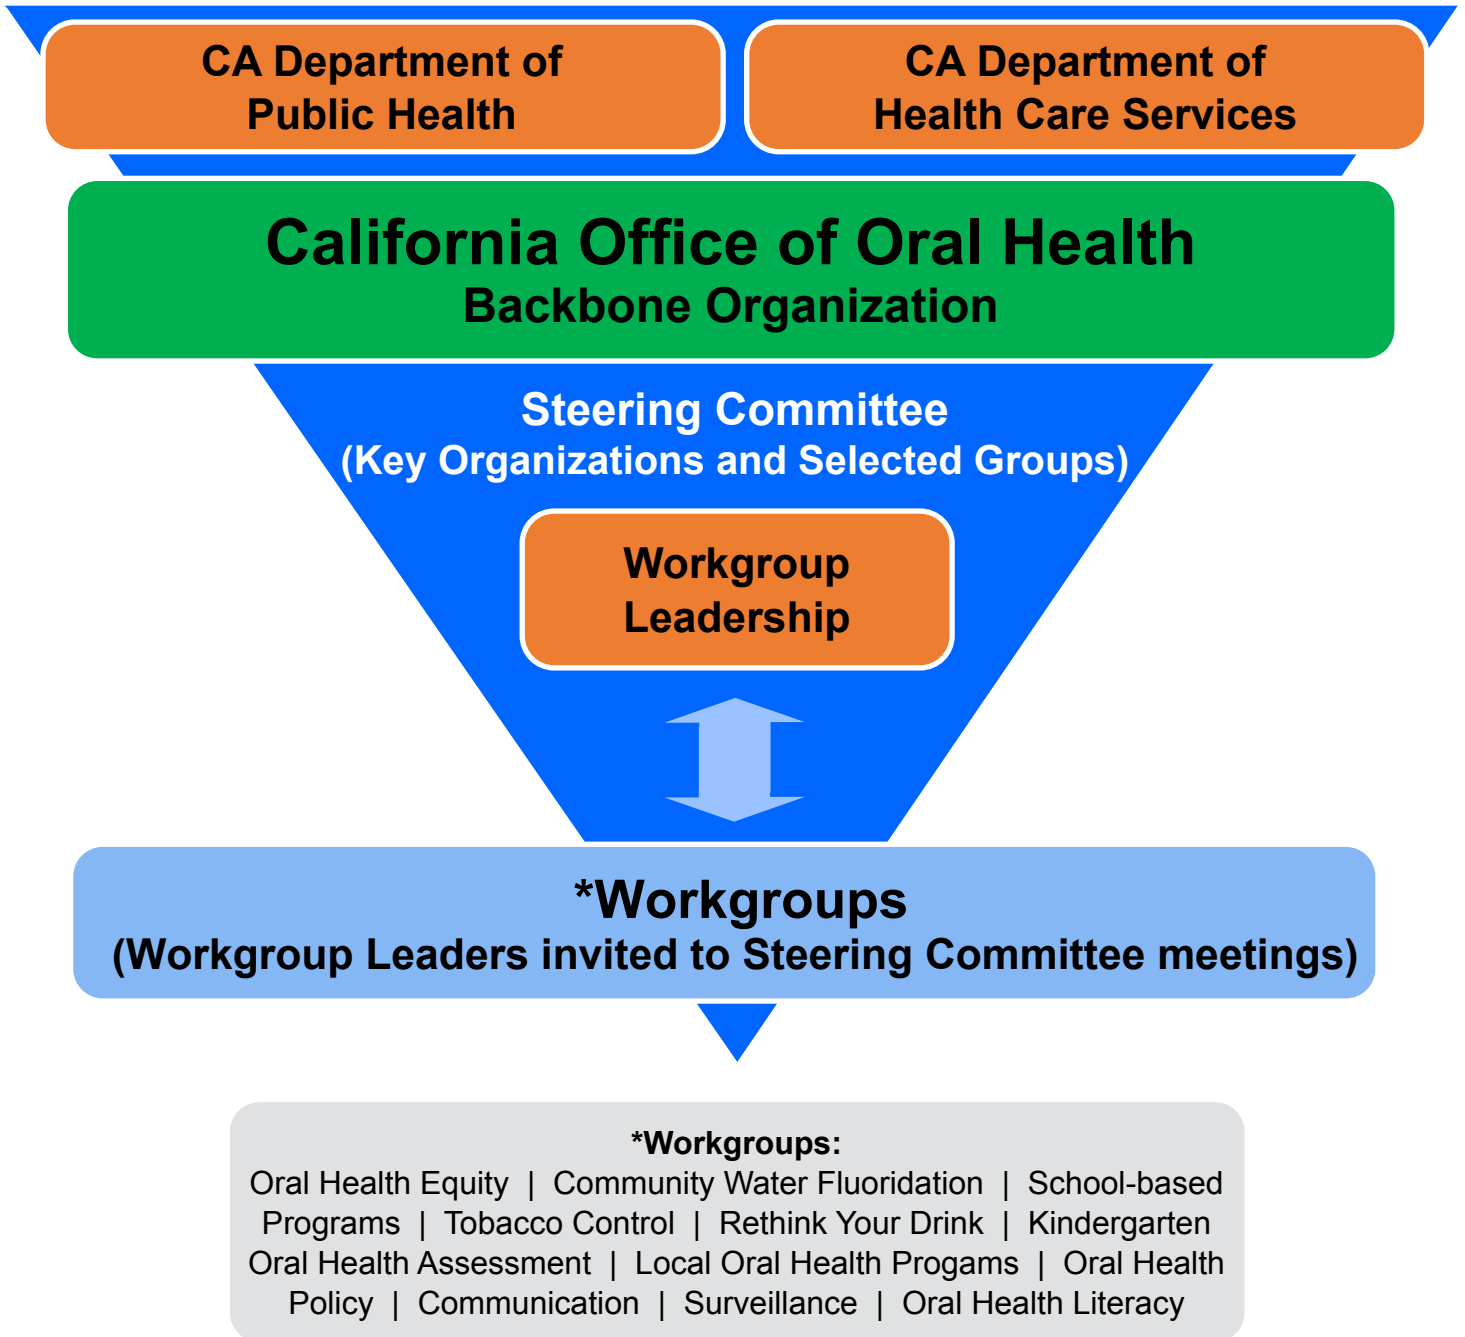 CA Department of
Public Health
CA Department of
Health Care Services
California Office of Oral Health
Backbone Organization
Steering Committee
(Key Organizations and Selected Groups)
Workgroup
Leadership
*Workgroups
(Workgroup Leaders invited to Steering Committee meetings)
*Workgroups:
Oral Health Equity | Community Water Fluoridation | School-based
Programs | Tobacco Control | Rethink Your Drink | Kindergarten
Oral Health Assessment | Local Oral Health Progams | Oral Health
Policy | Communication | Surveillance | Oral Health Literacy